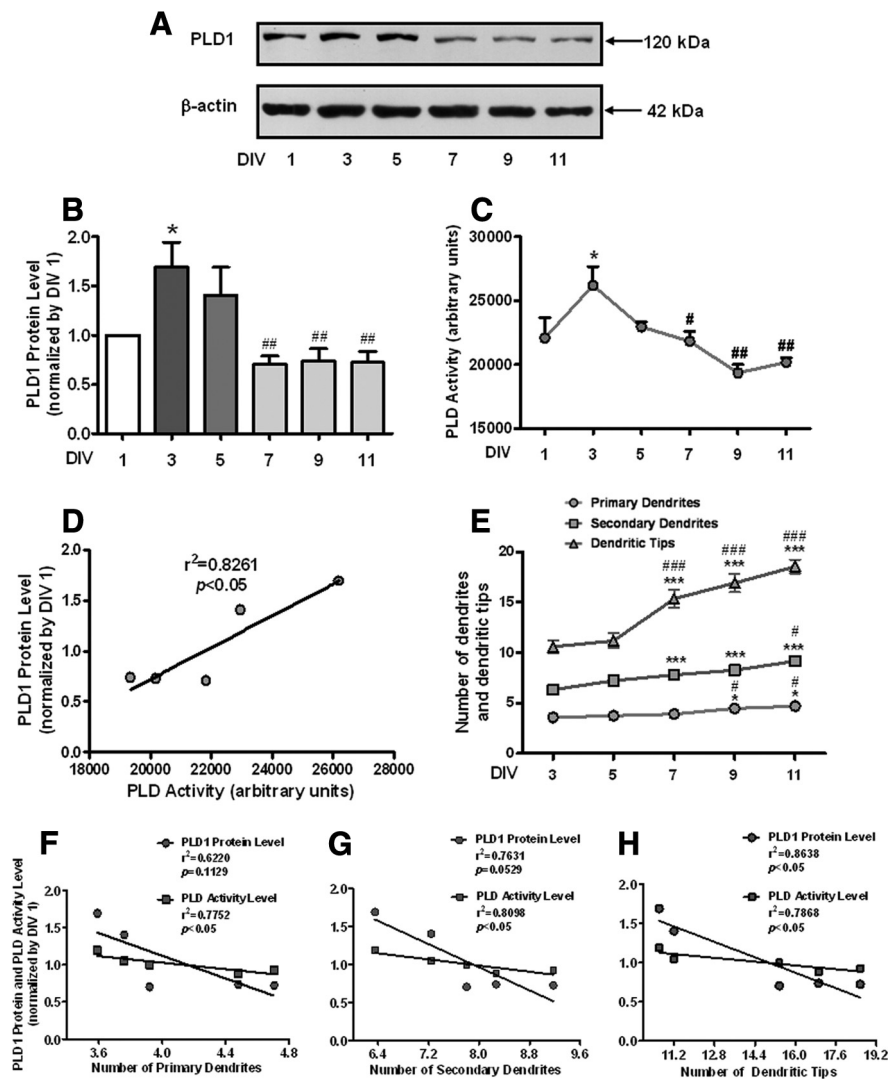 A
PLD1
120 kDa
β-actin
42 kDa
DIV 1 3 5 7 9 11
B
PLD1 Protein Level
(normalized by DIV 1)
2.0
1.5
1.0
0.5
0.0
*
##
##
##
DIV 1 3 5 7 9 11
C
PLD Activity (arbitrary units)
30000
25000
20000
15000
*
#
##
##
DIV 1 3 5 7 9 11
D
PLD1 Protein Level
(normalized by DIV 1)
2.0
1.5
1.0
0.5
0.0
r²=0.8261
p<0.05
18000 20000 22000 24000 26000 28000
PLD Activity (arbitrary units)
E
Primary Dendrites
Secondary Dendrites
Dendritic Tips
Number of dendrites
and dendritic tips
20
15
10
5
0
### ### ###
*** *** ***
#
*** *** ***
# #
* *
DIV 3 5 7 9 11
F
PLD1 Protein Level
r²=0.6220
p=0.1129
PLD Activity Level
r²=0.7752
p<0.05
PLD1 Protein and PLD Activity Level
(normalized by DIV 1)
2.0
1.5
1.0
0.5
0.0
3.6 4.0 4.4 4.8
Number of Primary Dendrites
G
PLD1 Protein Level
r²=0.7631
p=0.0529
PLD Activity Level
r²=0.8098
p<0.05
2.0
1.5
1.0
0.5
0.0
6.4 7.2 8.0 8.8 9.6
Number of Secondary Dendrites
H
PLD1 Protein Level
r²=0.8638
p<0.05
PLD Activity Level
r²=0.7868
p<0.05
2.0
1.5
1.0
0.5
0.0
11.2 12.8 14.4 16.0 17.6 19.2
Number of Dendritic Tips